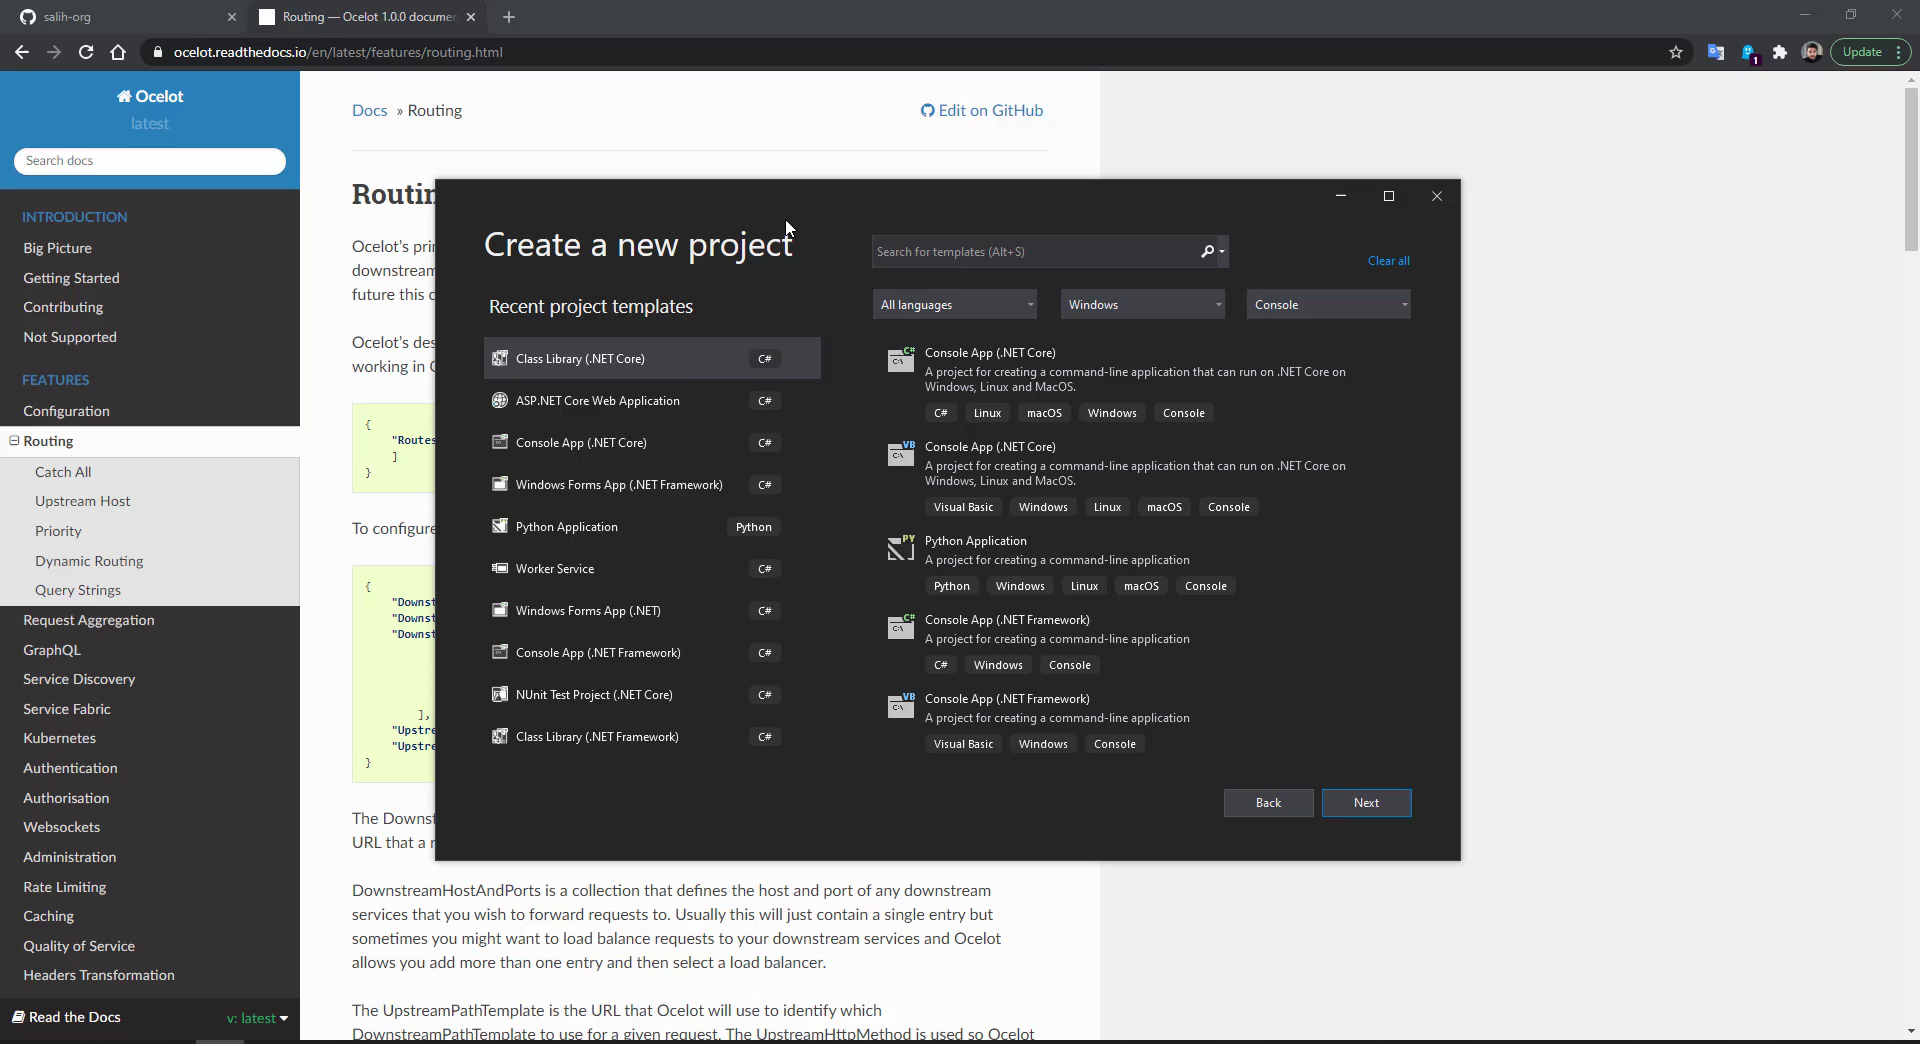 salih-org
Routing — Ocelot 1.0.0 documen
ocelot.readthedocs.io/en/latest/features/routing.html
1
Update
Ocelot
latest
Search docs
INTRODUCTION
Big Picture
Getting Started
Contributing
Not Supported
FEATURES
Configuration
Routing
Catch All
Upstream Host
Priority
Dynamic Routing
Query Strings
Request Aggregation
GraphQL
Service Discovery
Service Fabric
Kubernetes
Authentication
Authorisation
Websockets
Administration
Rate Limiting
Caching
Quality of Service
Headers Transformation
Read the Docs
v: latest
Docs » Routing
Edit on GitHub
Routin
Ocelot's pri
downstream
future this c
Ocelot's des
working in C
{
"Routes
]
}
To configure
{
"Downst
"Downst
"Downst
],
"Upstre
"Upstre
}
The Downst
URL that a r
DownstreamHostAndPorts is a collection that defines the host and port of any downstream
services that you wish to forward requests to. Usually this will just contain a single entry but
sometimes you might want to load balance requests to your downstream services and Ocelot
allows you add more than one entry and then select a load balancer.
The UpstreamPathTemplate is the URL that Ocelot will use to identify which
DownstreamPathTemplate to use for a given request. The UpstreamHttpMethod is used so Ocelot
Create a new project
Recent project templates
Class Library (.NET Core) C#
ASP.NET Core Web Application C#
Console App (.NET Core) C#
Windows Forms App (.NET Framework) C#
Python Application Python
Worker Service C#
Windows Forms App (.NET) C#
Console App (.NET Framework) C#
NUnit Test Project (.NET Core) C#
Class Library (.NET Framework) C#
Search for templates (Alt+S)
Clear all
All languages Windows Console
C#
C:\
Console App (.NET Core)
A project for creating a command-line application that can run on .NET Core on
Windows, Linux and MacOS.
C# Linux macOS Windows Console
VB
C:\
Console App (.NET Core)
A project for creating a command-line application that can run on .NET Core on
Windows, Linux and MacOS.
Visual Basic Windows Linux macOS Console
PY
Python Application
A project for creating a command-line application
Python Windows Linux macOS Console
C#
C:\
Console App (.NET Framework)
A project for creating a command-line application
C# Windows Console
VB
C:\
Console App (.NET Framework)
A project for creating a command-line application
Visual Basic Windows Console
Back Next